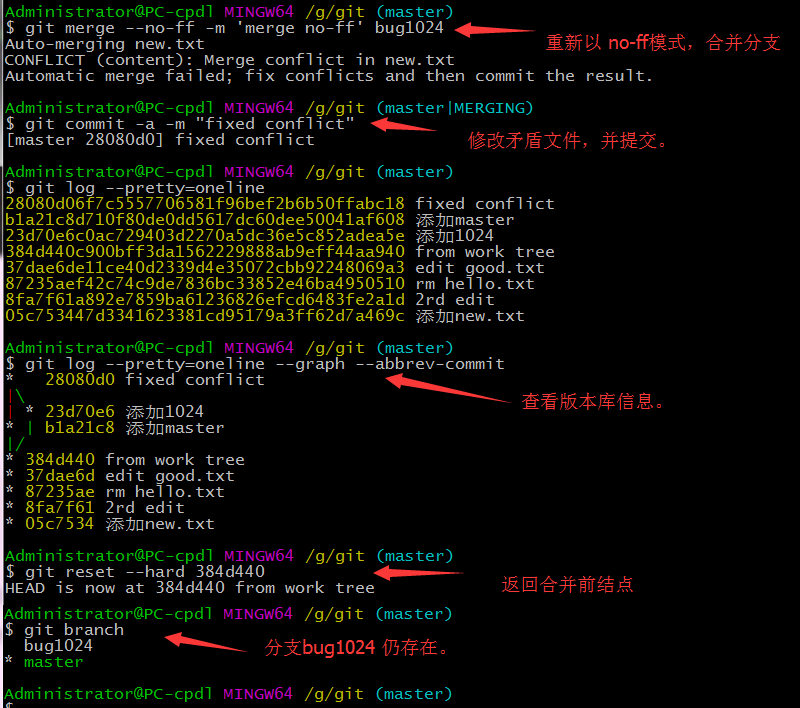 Administrator@PC-cpdl MINGW64 /g/git (master)
$ git merge --no-ff -m 'merge no-ff' bug1024
重新以 no-ff模式，合并分支
Auto-merging new.txt
CONFLICT (content): Merge conflict in new.txt
Automatic merge failed; fix conflicts and then commit the result.
Administrator@PC-cpdl MINGW64 /g/git (master|MERGING)
$ git commit -a -m "fixed conflict"
修改矛盾文件，并提交。
[master 28080d0] fixed conflict
Administrator@PC-cpdl MINGW64 /g/git (master)
$ git log --pretty=oneline
28080d06f7c5557706581f96bef2b6b50ffabc18 fixed conflict
b1a21c8d710f80de0dd5617dc60dee50041af608 添加master
23d70e6c0ac729403d2270a5dc36e5c852adea5e 添加1024
384d440c900bff3da1562229888ab9eff44aa940 from work tree
37dae6de11ce40d2339d4e35072cbb92248069a3 edit good.txt
87235aef42c74c9de7836bc33852e46ba4950510 rm hello.txt
8fa7f61a892e7859ba61236826efcd6483fe2a1d 2rd edit
05c753447d3341623381cd95179a3ff62d7a469c 添加new.txt
Administrator@PC-cpdl MINGW64 /g/git (master)
$ git log --pretty=oneline --graph --abbrev-commit
*   28080d0 fixed conflict
|\
| * 23d70e6 添加1024
* | b1a21c8 添加master
|/
查看版本库信息。
* 384d440 from work tree
* 37dae6d edit good.txt
* 87235ae rm hello.txt
* 8fa7f61 2rd edit
* 05c7534 添加new.txt
Administrator@PC-cpdl MINGW64 /g/git (master)
$ git reset --hard 384d440
HEAD is now at 384d440 from work tree
返回合并前结点
Administrator@PC-cpdl MINGW64 /g/git (master)
$ git branch
  bug1024
分支bug1024 仍存在。
* master
Administrator@PC-cpdl MINGW64 /g/git (master)
$